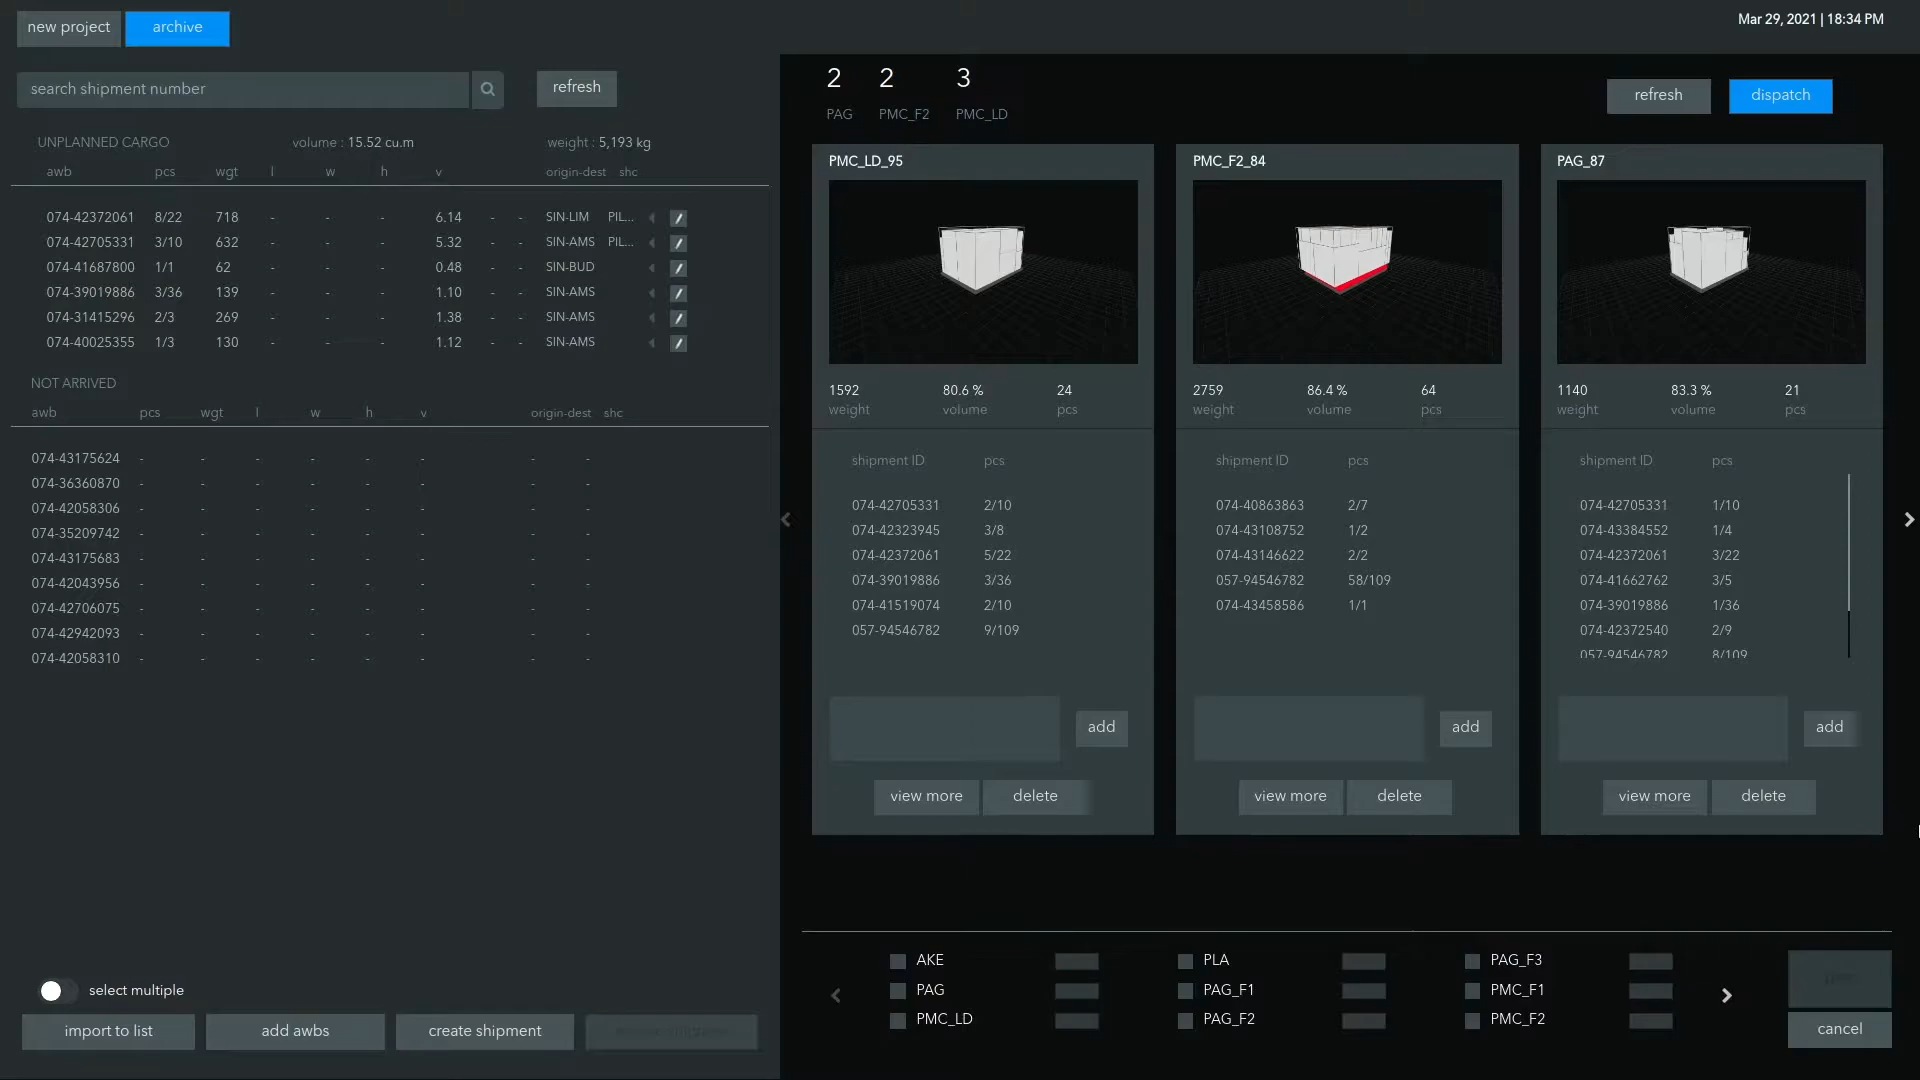 new project archive Mar 29, 2021 | 18:34 PM
search shipment number refresh
2 2 3
PAG PMC_F2 PMC_LD
refresh dispatch
UNPLANNED CARGO volume : 15.52 cu.m weight : 5,193 kg
awb pcs wgt l w h v origin-dest shc
074-42372061 8/22 718 - - - 6.14 - - SIN-LIM PIL...
074-42705331 3/10 632 - - - 5.32 - - SIN-AMS PIL...
074-41687800 1/1 62 - - - 0.48 - - SIN-BUD
074-39019886 3/36 139 - - - 1.10 - - SIN-AMS
074-31415296 2/3 269 - - - 1.38 - - SIN-AMS
074-40025355 1/3 130 - - - 1.12 - - SIN-AMS
NOT ARRIVED
awb pcs wgt l w h v origin-dest shc
074-43175624 - - - - - - - -
074-36360870 - - - - - - - -
074-42058306 - - - - - - - -
074-35209742 - - - - - - - -
074-43175683 - - - - - - - -
074-42043956 - - - - - - - -
074-42706075 - - - - - - - -
074-42942093 - - - - - - - -
074-42058310 - - - - - - - -
select multiple
import to list add awbs create shipment
PMC_LD_95
1592 80.6 % 24
weight volume pcs
shipment ID pcs
074-42705331 2/10
074-42323945 3/8
074-42372061 5/22
074-39019886 3/36
074-41519074 2/10
057-94546782 9/109
add
view more delete
PMC_F2_84
2759 86.4 % 64
weight volume pcs
shipment ID pcs
074-40863863 2/7
074-43108752 1/2
074-43146622 2/2
057-94546782 58/109
074-43458586 1/1
add
view more delete
PAG_87
1140 83.3 % 21
weight volume pcs
shipment ID pcs
074-42705331 1/10
074-43384552 1/4
074-42372061 3/22
074-41662762 3/5
074-39019886 1/36
074-42372540 2/9
057-94546782 8/109
add
view more delete
AKE PLA PAG_F3
PAG PAG_F1 PMC_F1
PMC_LD PAG_F2 PMC_F2
cancel